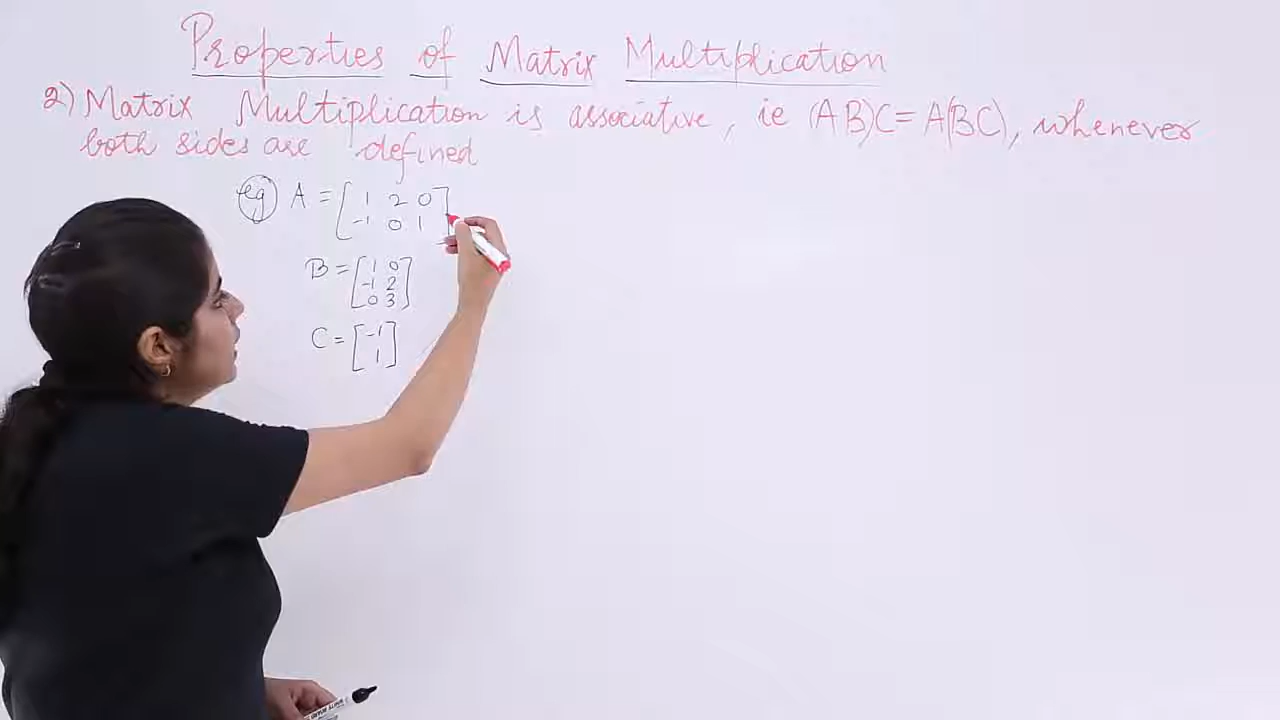 Properties of Matrix Multiplication
2) Matrix Multiplication is associative, ie (AB)C = A(BC), whenever
both sides are defined
eg A = [ 1 2 0
-1 0 1 ]
B = [ 1 0
-1 2
0 3 ]
C = [ -1
1 ]